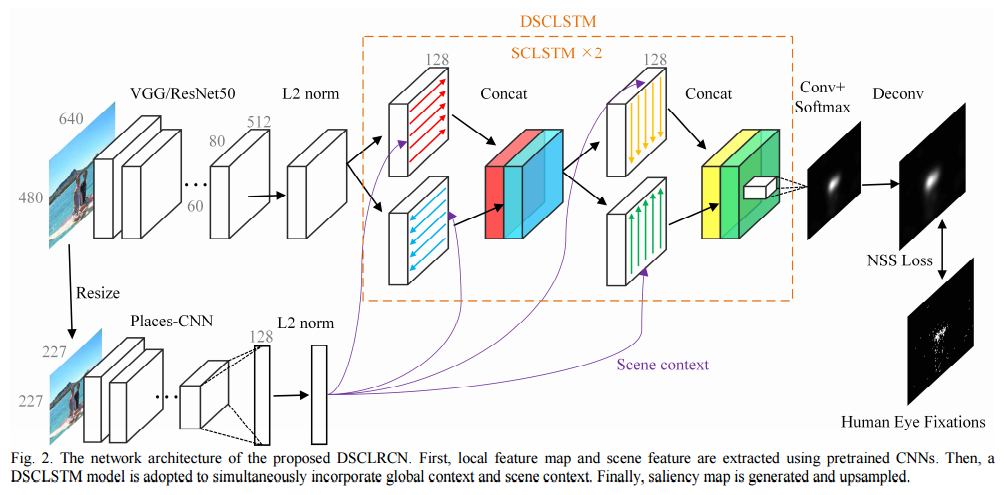 DSCLSTM
SCLSTM ×2
VGG/ResNet50
L2 norm
128
Concat
128
Concat
Conv+
Softmax
Deconv
640
480
80
512
60
NSS Loss
Resize
Places-CNN
L2 norm
128
227
227
Scene context
Human Eye Fixations
Fig. 2. The network architecture of the proposed DSCLRCN. First, local feature map and scene feature are extracted using pretrained CNNs. Then, a
DSCLSTM model is adopted to simultaneously incorporate global context and scene context. Finally, saliency map is generated and upsampled.